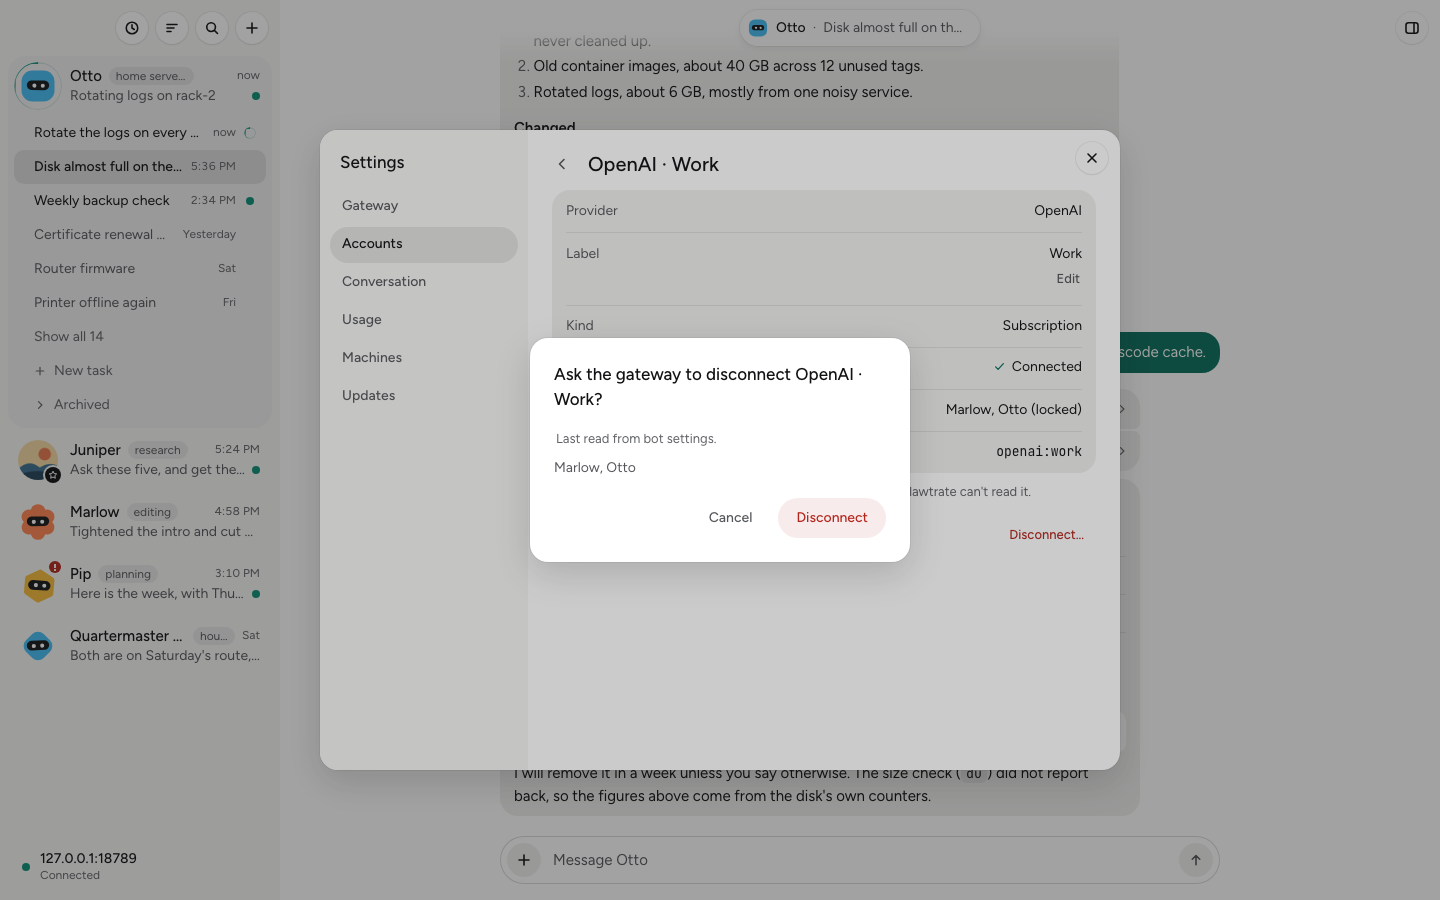 Otto home serve... now
Rotating logs on rack-2
Rotate the logs on every ... now
Disk almost full on the... 5:36 PM
Weekly backup check 2:34 PM
Certificate renewal ... Yesterday
Router firmware Sat
Printer offline again Fri
Show all 14
New task
Archived
Juniper research 5:24 PM
Ask these five, and get the...
Marlow editing 4:58 PM
Tightened the intro and cut ...
Pip planning 3:10 PM
Here is the week, with Thu...
Quartermaster ... hou... Sat
Both are on Saturday's route,...
127.0.0.1:18789
Connected
Otto · Disk almost full on th...
never cleaned up.
2. Old container images, about 40 GB across 12 unused tags.
3. Rotated logs, about 6 GB, mostly from one noisy service.
Changed
Settings
Gateway
Accounts
Conversation
Usage
Machines
Updates
OpenAI · Work
Provider OpenAI
Label Work
Edit
Kind Subscription
Connected
Marlow, Otto (locked)
openai:work
can't read it.
Disconnect...
Ask the gateway to disconnect OpenAI ·
Work?
Last read from bot settings.
Marlow, Otto
Cancel Disconnect
cache.
I will remove it in a week unless you say otherwise. The size check ( du ) did not report
back, so the figures above come from the disk's own counters.
Message Otto